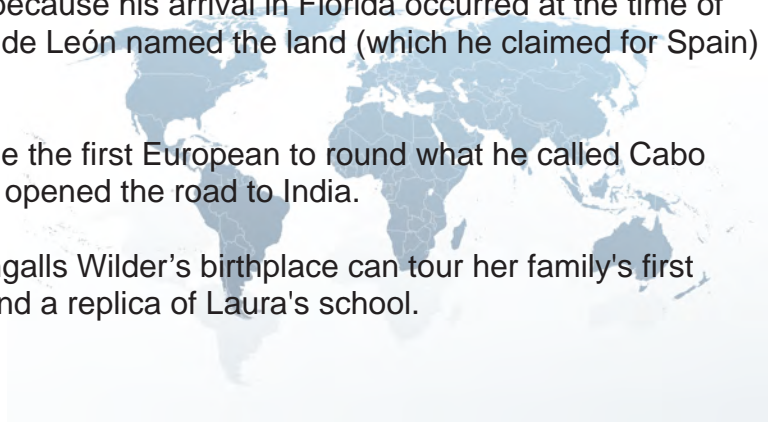 because his arrival in Florida occurred at the time of
de León named the land (which he claimed for Spain)
e the first European to round what he called Cabo
opened the road to India.
galls Wilder’s birthplace can tour her family's first
nd a replica of Laura's school.